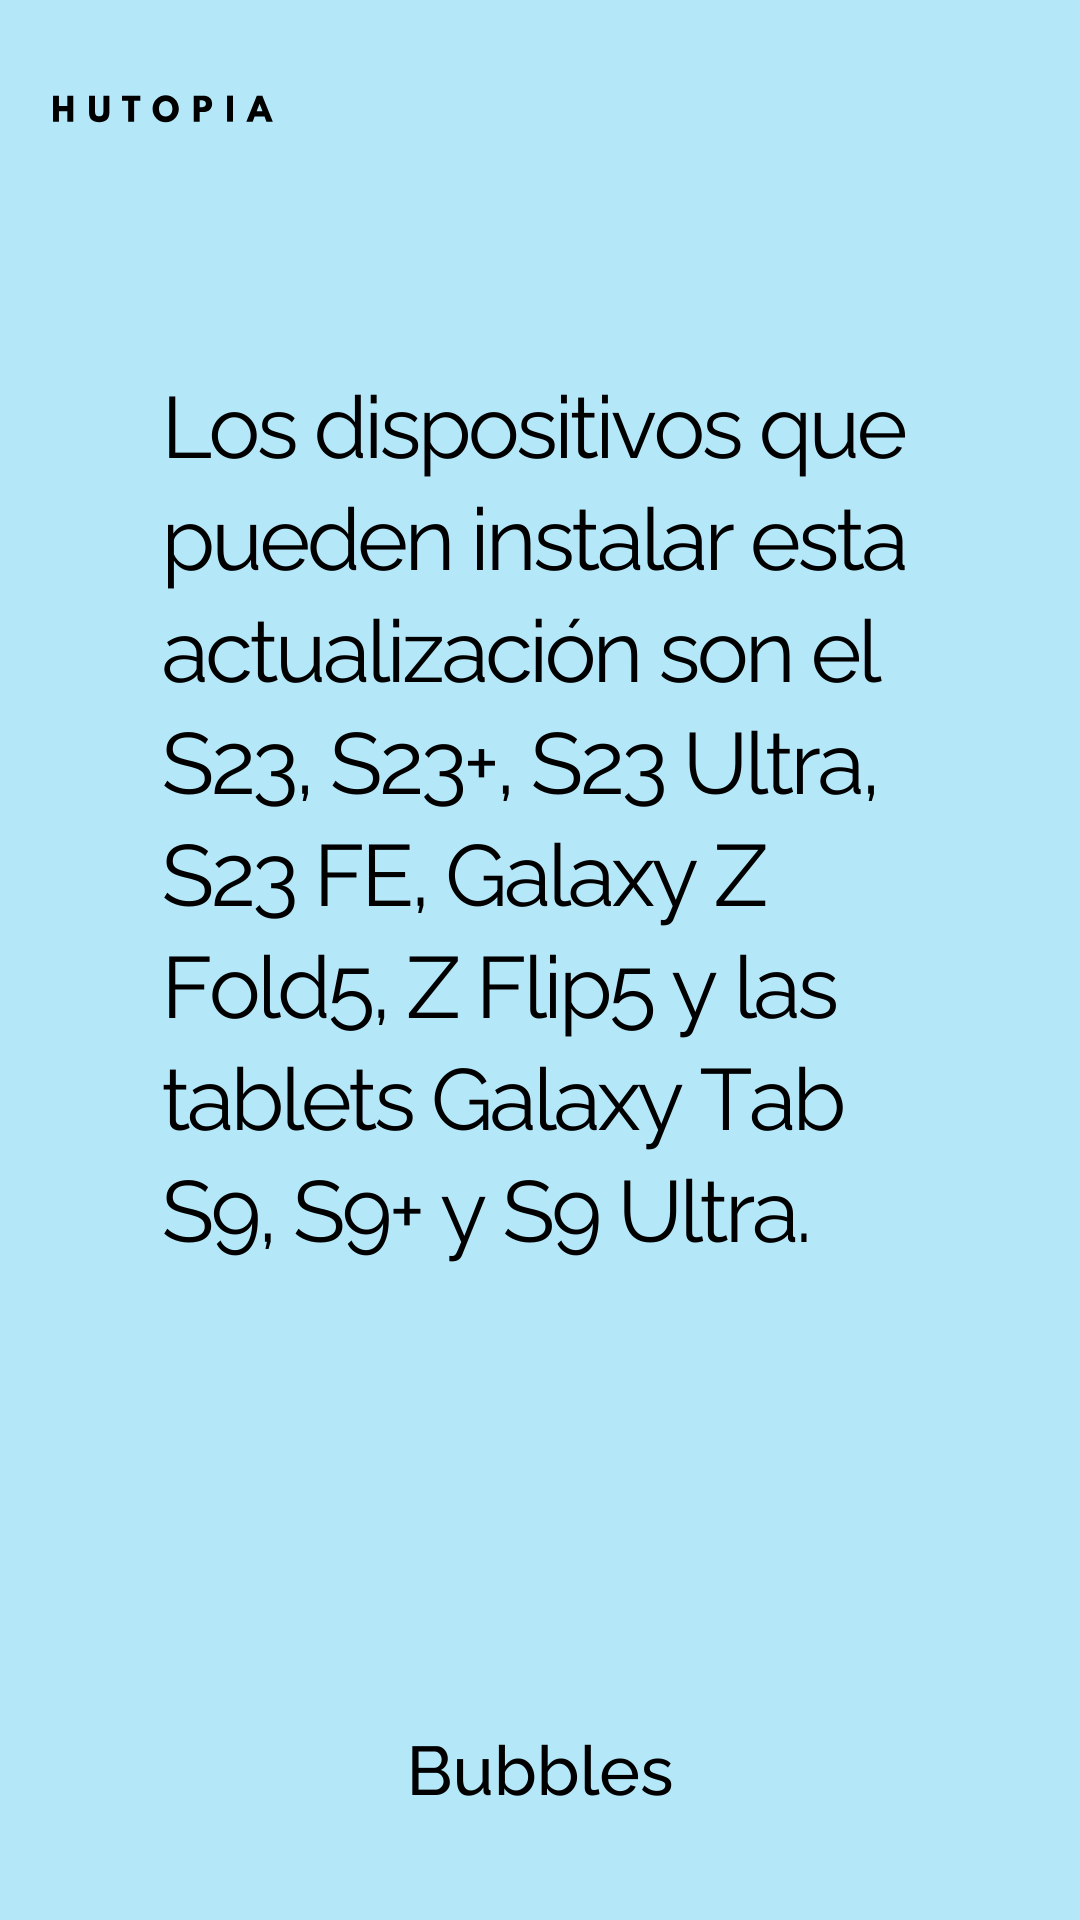 HUTOPIA
Los dispositivos que
pueden instalar esta
actualización son el
S23, S23+, S23 Ultra,
S23 FE, Galaxy Z
Fold5, Z Flip5 y las
tablets Galaxy Tab
S9, S9+ y S9 Ultra.
Bubbles